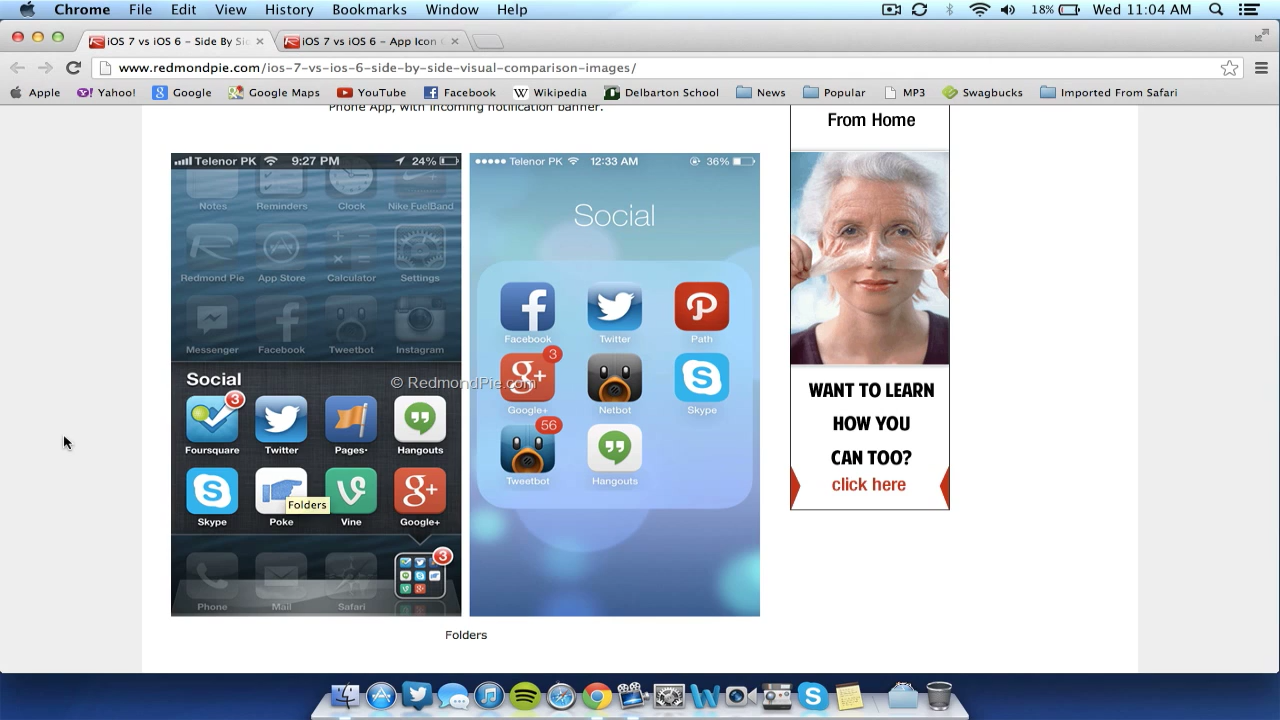 Chrome File Edit View History Bookmarks Window Help 18% Wed 11:04 AM
iOS 7 vs iOS 6 – Side By Si iOS 7 vs iOS 6 – App Icon
www.redmondpie.com/ios-7-vs-ios-6-side-by-side-visual-comparison-images/
Apple Yahoo! Google Google Maps YouTube Facebook Wikipedia Delbarton School News Popular MP3 Swagbucks Imported From Safari
Phone App, with incoming notification banner.
Telenor PK 9:27 PM 24%
Notes Reminders Clock Nike FuelBand
Redmond Pie App Store Calculator Settings
Messenger Facebook Tweetbot Instagram
Social
3
Foursquare Twitter Pages Hangouts
Skype Poke Vine Google+
Folders
3
Phone Mail Safari
© RedmondPie.com
Telenor PK 12:33 AM 36%
Social
Facebook Twitter Path
3
Google+ Netbot Skype
56
Tweetbot Hangouts
Folders
From Home
WANT TO LEARN
HOW YOU
CAN TOO?
click here